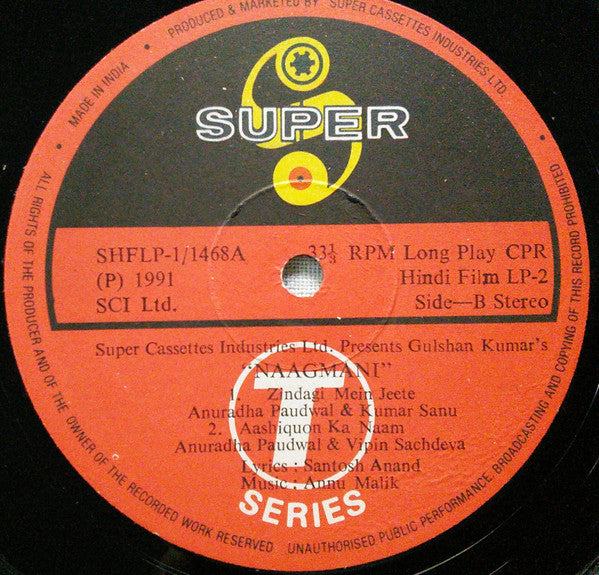 • MADE IN INDIA • PRODUCED & MARKETED BY SUPER CASSETTES INDUSTRIES LTD. •
SUPER
SHFLP-1/1468A 33⅓ RPM Long Play CPR
(P) 1991 Hindi Film LP-2
SCI Ltd. Side—B Stereo
Super Cassettes Industries Ltd. Presents Gulshan Kumar's
"NAAGMANI"
1. Zindagi Mein Jeete
Anuradha Paudwal & Kumar Sanu
2. Aashiquon Ka Naam
Anuradha Paudwal & Vipin Sachdeva
Lyrics : Santosh Anand
Music : Annu Malik
T
SERIES
ALL RIGHTS OF THE PRODUCER AND OF THE OWNER OF THE RECORDED WORK RESERVED UNAUTHORISED PUBLIC PERFORMANCE, BROADCASTING AND COPYING OF THIS RECORD PROHIBITED